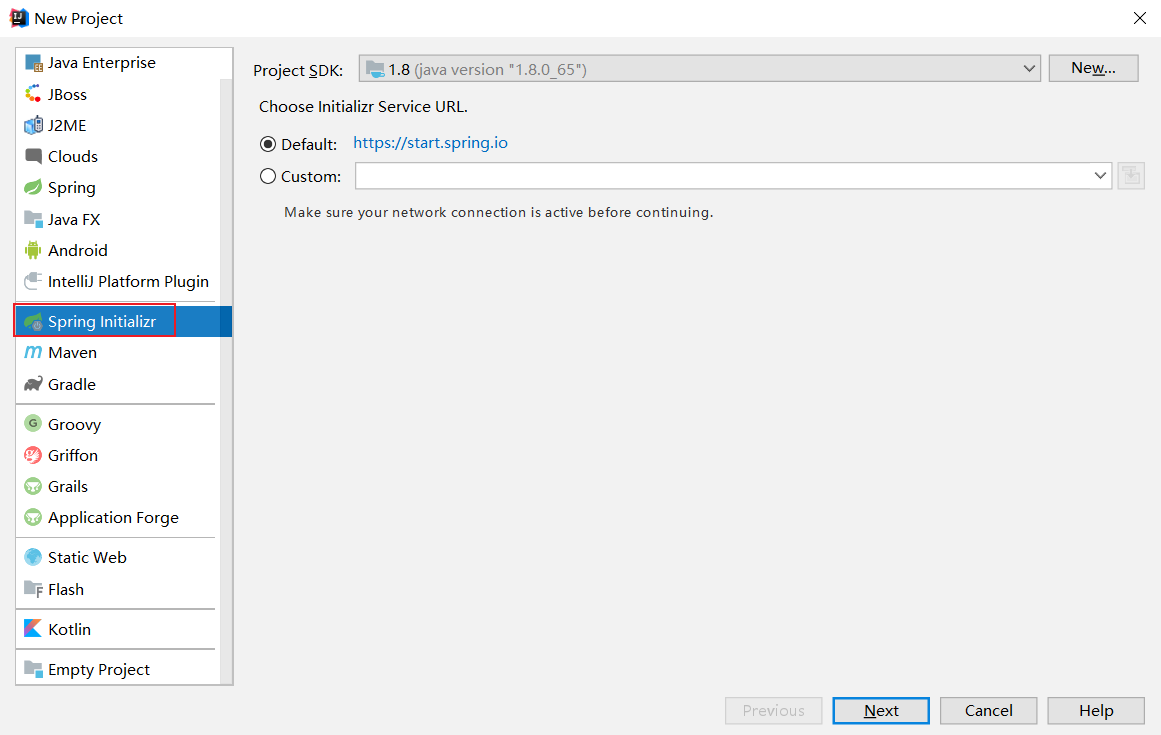 New Project
Java Enterprise
JBoss
J2ME
Clouds
Spring
Java FX
Android
IntelliJ Platform Plugin
Spring Initializr
Maven
Gradle
Groovy
Griffon
Grails
Application Forge
Static Web
Flash
Kotlin
Empty Project
Project SDK: 1.8 (java version "1.8.0_65") New...
Choose Initializr Service URL.
Default: https://start.spring.io
Custom:
Make sure your network connection is active before continuing.
Previous Next Cancel Help